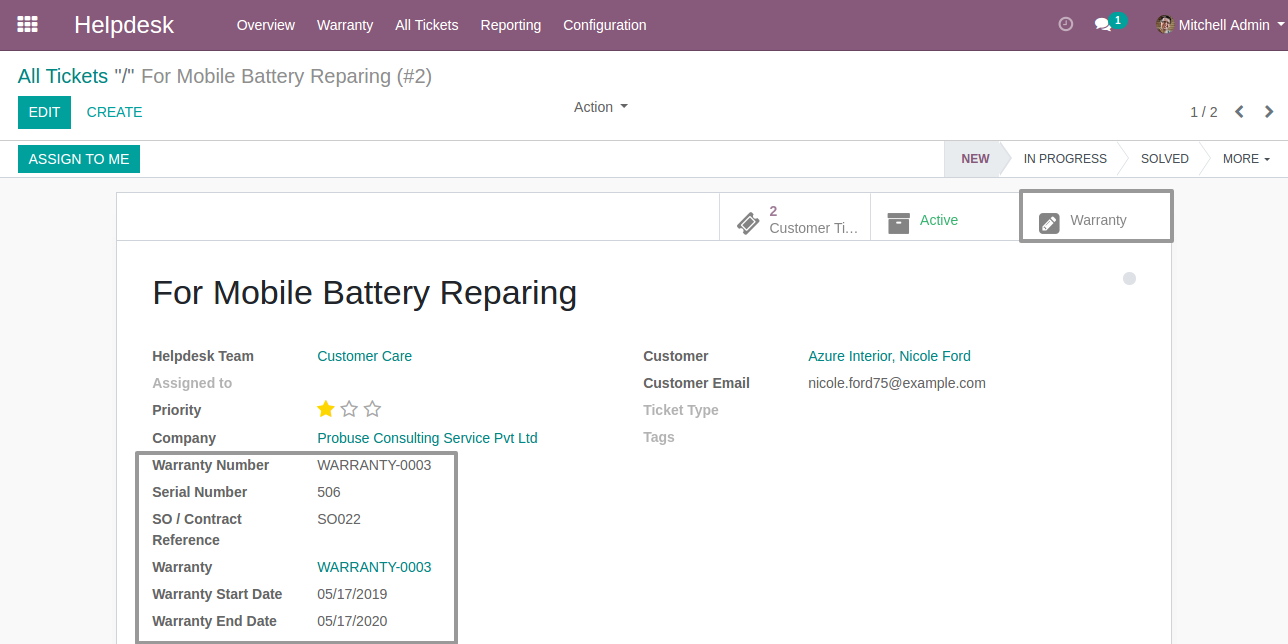 Helpdesk Overview Warranty All Tickets Reporting Configuration 1 Mitchell Admin
All Tickets "/" For Mobile Battery Reparing (#2)
EDIT CREATE Action 1 / 2
ASSIGN TO ME NEW IN PROGRESS SOLVED MORE
2
Customer Ti... Active Warranty
For Mobile Battery Reparing
Helpdesk Team Customer Care Customer Azure Interior, Nicole Ford
Assigned to Customer Email nicole.ford75@example.com
Priority Ticket Type
Company Probuse Consulting Service Pvt Ltd Tags
Warranty Number WARRANTY-0003
Serial Number 506
SO / Contract SO022
Reference
Warranty WARRANTY-0003
Warranty Start Date 05/17/2019
Warranty End Date 05/17/2020